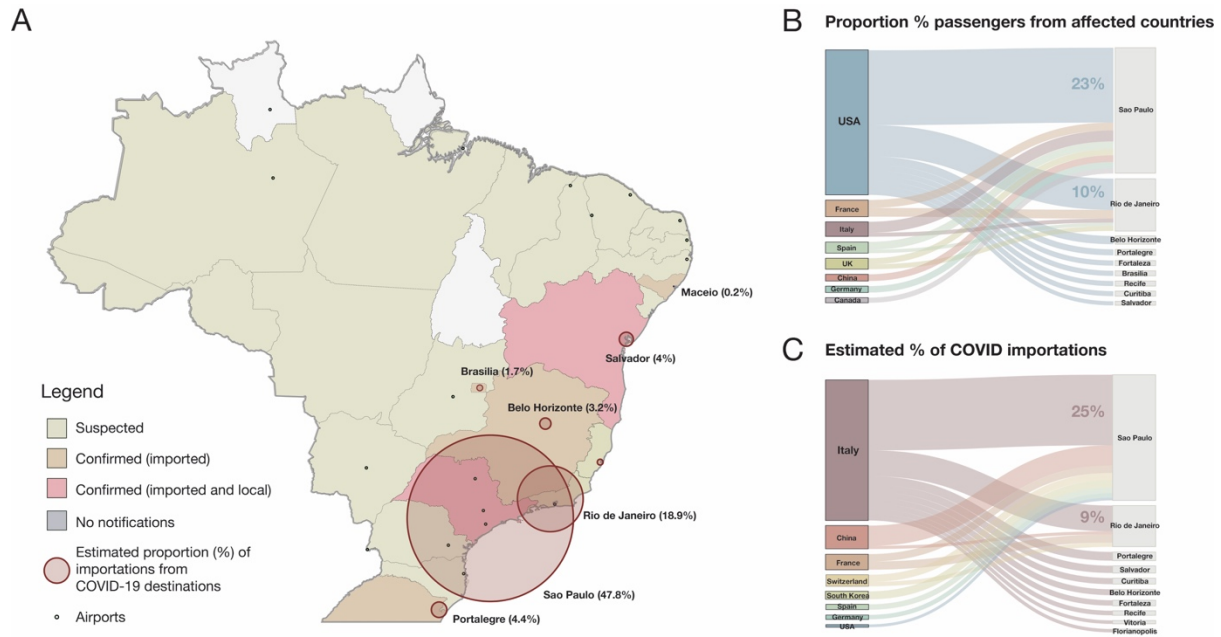 A
Maceio (0.2%)
Salvador (4%)
Brasilia (1.7%)
Belo Horizonte (3.2%)
Rio de Janeiro (18.9%)
Sao Paulo (47.8%)
Portalegre (4.4%)
Legend
Suspected
Confirmed (imported)
Confirmed (imported and local)
No notifications
Estimated proportion (%) of
importations from
COVID-19 destinations
Airports
B
Proportion % passengers from affected countries
USA
France
Italy
Spain
UK
China
Germany
Canada
23%
10%
Sao Paulo
Rio de Janeiro
Belo Horizonte
Portalegre
Fortaleza
Brasilia
Recife
Curitiba
Salvador
C
Estimated % of COVID importations
Italy
China
France
Switzerland
South Korea
Spain
Germany
USA
25%
9%
Sao Paulo
Rio de Janeiro
Portalegre
Salvador
Curitiba
Belo Horizonte
Fortaleza
Recife
Vitoria
Florianopolis